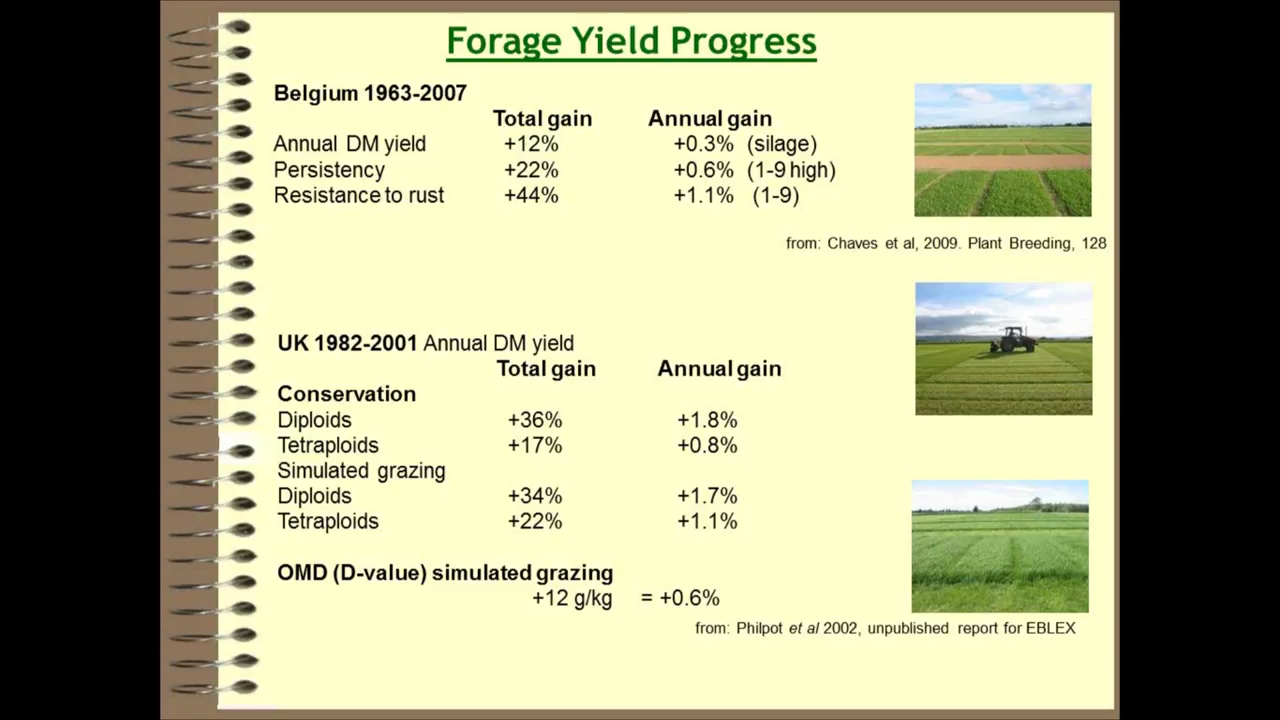 Forage Yield Progress
Belgium 1963-2007
Total gain Annual gain
Annual DM yield +12% +0.3% (silage)
Persistency +22% +0.6% (1-9 high)
Resistance to rust +44% +1.1% (1-9)
from: Chaves et al, 2009. Plant Breeding, 128
UK 1982-2001 Annual DM yield
Total gain Annual gain
Conservation
Diploids +36% +1.8%
Tetraploids +17% +0.8%
Simulated grazing
Diploids +34% +1.7%
Tetraploids +22% +1.1%
OMD (D-value) simulated grazing
+12 g/kg = +0.6%
from: Philpot et al 2002, unpublished report for EBLEX